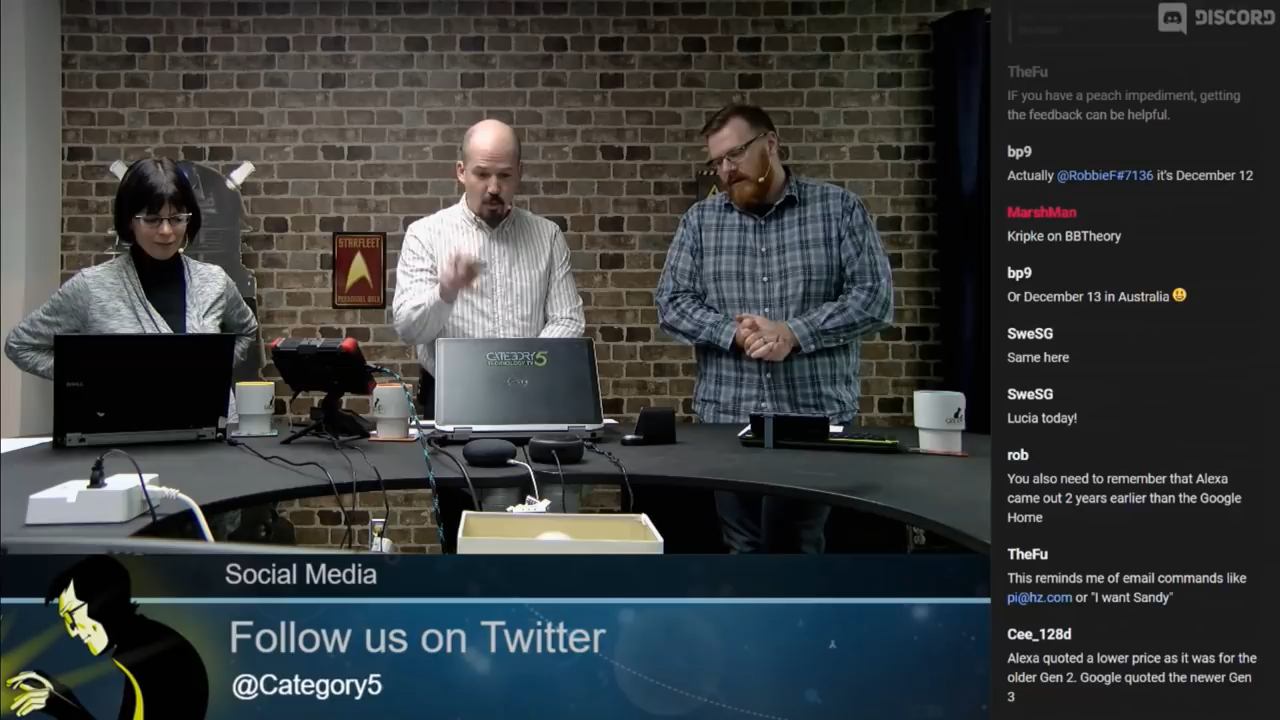 DISCORD
TheFu
IF you have a peach impediment, getting
the feedback can be helpful.
bp9
Actually @RobbieF#7136 it's December 12
MarshMan
Kripke on BBTheory
bp9
Or December 13 in Australia 😃
SweSG
Same here
SweSG
Lucia today!
rob
You also need to remember that Alexa
came out 2 years earlier than the Google
Home
TheFu
This reminds me of email commands like
pi@hz.com or "I want Sandy"
Cee_128d
Alexa quoted a lower price as it was for the
older Gen 2. Google quoted the newer Gen
3
STARFLEET
PERSONNEL ONLY
CATEGORY5
TECHNOLOGY TV
DELL
Social Media
Follow us on Twitter
@Category5